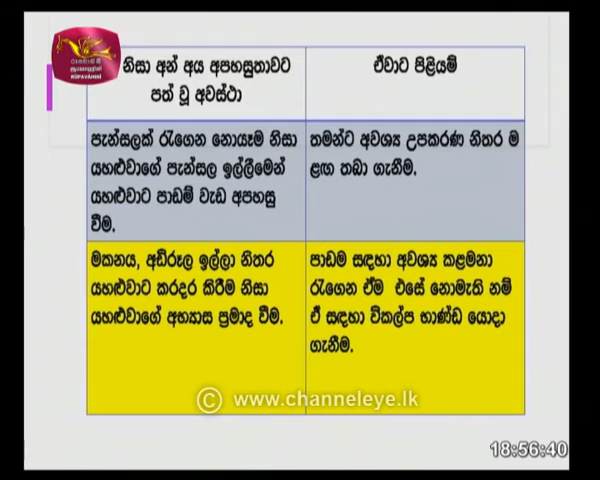 නිසා අන් අය අපහසුතාවට
පත් වූ අවස්ථා
ඒවාට පිළියම්
පැන්සලක් රැගෙන නොයෑම නිසා
යහළුවාගේ පැන්සල ඉල්ලීමෙන්
යහළුවාට පාඩම් වැඩ අපහසු
වීම.
තමන්ට අවශ්‍ය උපකරණ නිතර ම
ළඟ තබා ගැනීම.
මකනය, අඩිරූල ඉල්ලා නිතර
යහළුවාට කරදර කිරීම නිසා
යහළුවාගේ අභ්‍යාස ප්‍රමාද වීම.
පාඩම සඳහා අවශ්‍ය කළමනා
රැගෙන ඒම එසේ නොමැති නම්
ඒ සඳහා විකල්ප භාණ්ඩ යොදා
ගැනීම.
© www.channeleye.lk
18:56:40